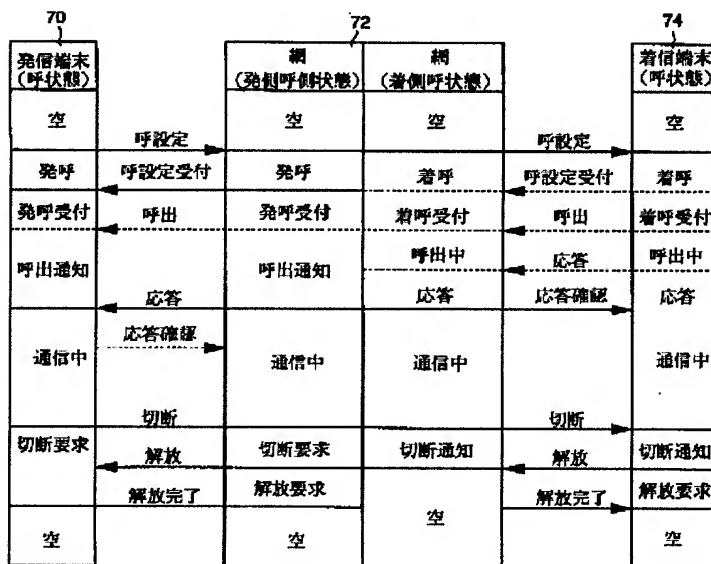 70
72
74
発信端末
(呼状態)
網
(発側呼側状態)
網
(着側呼状態)
着信端末
(呼状態)
空
空
空
空
呼設定
呼設定
発呼
呼設定受付
発呼
着呼
呼設定受付
着呼
発呼受付
呼出
発呼受付
着呼受付
呼出
着呼受付
呼出通知
呼出通知
呼出中
応答
呼出中
応答
応答
応答確認
応答
通信中
応答確認
通信中
通信中
通信中
切断
切断
切断要求
解放
切断要求
切断通知
解放
切断通知
解放完了
解放要求
解放完了
解放要求
空
空
空
空